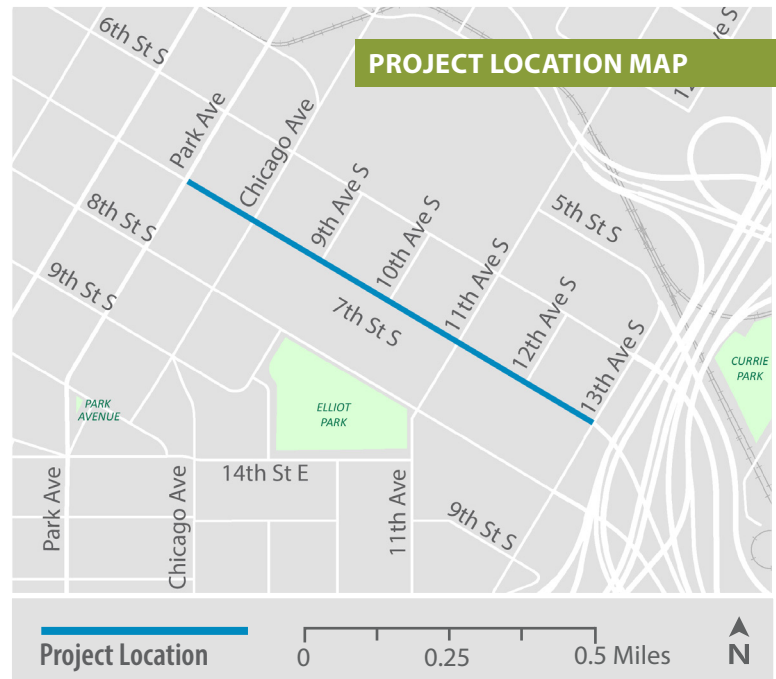 PROJECT LOCATION MAP
6th St S
Park Ave
Chicago Ave
8th St S
9th Ave S
10th Ave S
5th St S
9th St S
7th St S
11th Ave S
12th Ave S
13th Ave S
CURRIE
PARK
PARK
AVENUE
ELLIOT
PARK
14th St E
Park Ave
Chicago Ave
11th Ave
9th St S
Project Location
0
0.25
0.5 Miles
N